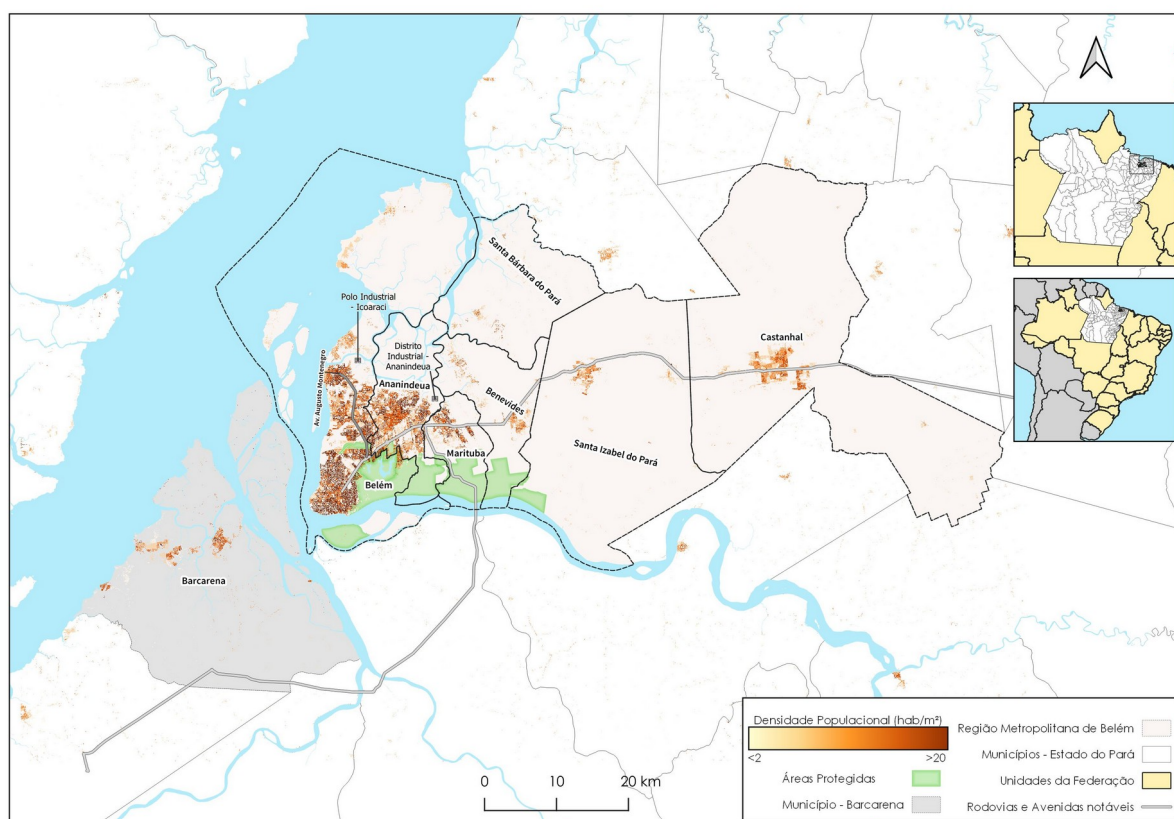 Santa Bárbara do Pará
Polo Industrial
- Icoaraci
Distrito
Industrial -
Ananindeua
Castanhal
Av. Augusto Montenegro
Ananindeua
Benevides
Santa Izabel do Pará
Marituba
Belém
Barcarena
0 10 20 km
Densidade Populacional (hab/m²)
<2 >20
Áreas Protegidas
Município - Barcarena
Região Metropolitana de Belém
Municípios - Estado do Pará
Unidades da Federação
Rodovias e Avenidas notáveis